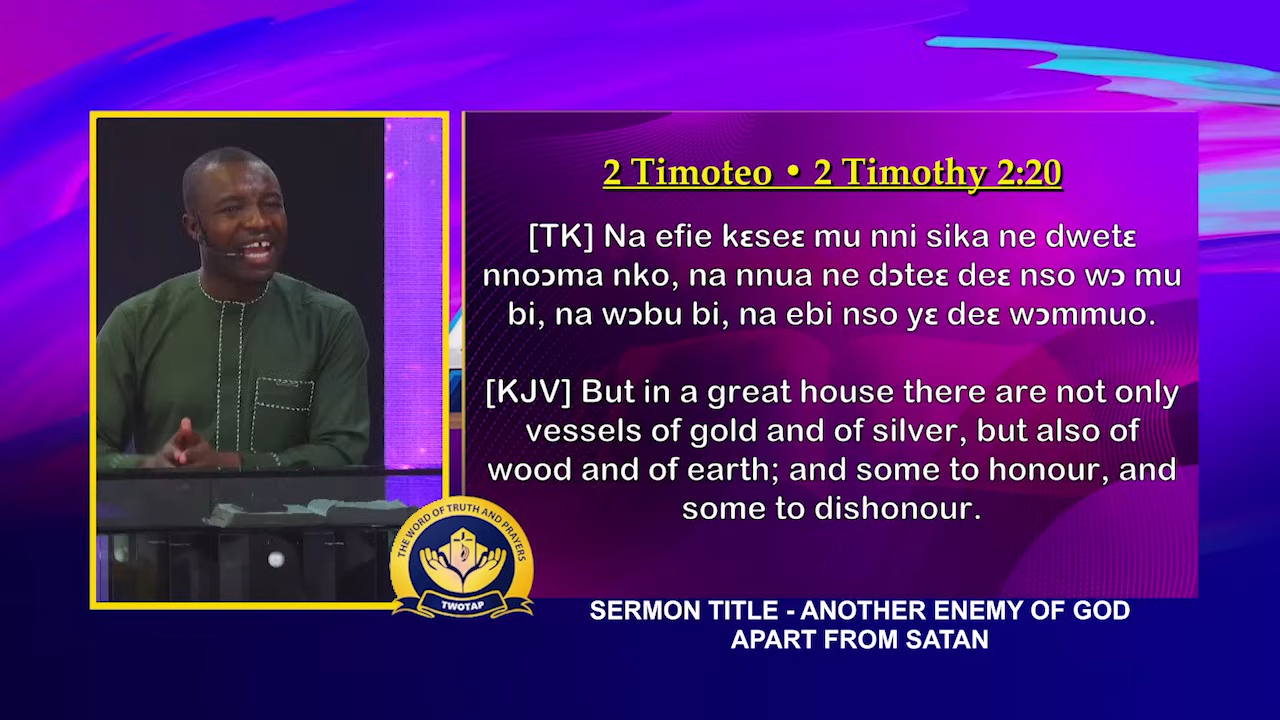 2 Timoteo • 2 Timothy 2:20
[TK] Na efie kɛseɛ mu nni sika ne dwetɛ
nnoɔma nko, na nnua ne dɔteɛ deɛ nso wɔ mu
bi, na wɔbu bi, na ebi nso yɛ deɛ wɔmmuo.
[KJV] But in a great house there are not only
vessels of gold and of silver, but also of
wood and of earth; and some to honour, and
some to dishonour.
THE WORD OF TRUTH AND PRAYERS
TWOTAP
SERMON TITLE - ANOTHER ENEMY OF GOD
APART FROM SATAN